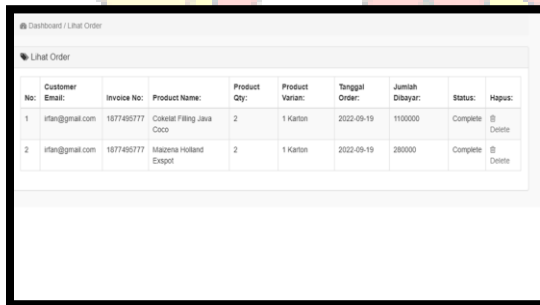 Dashboard / Lihat Order
Lihat Order
No: Customer Email: Invoice No: Product Name: Product Qty: Product Varian: Tanggal Order: Jumlah Dibayar: Status: Hapus:
1 irfan@gmail.com 1877495777 Cokelat Filling Java Coco 2 1 Karton 2022-09-19 1100000 Complete Delete
2 irfan@gmail.com 1877495777 Maizena Holland Exspot 2 1 Karton 2022-09-19 280000 Complete Delete